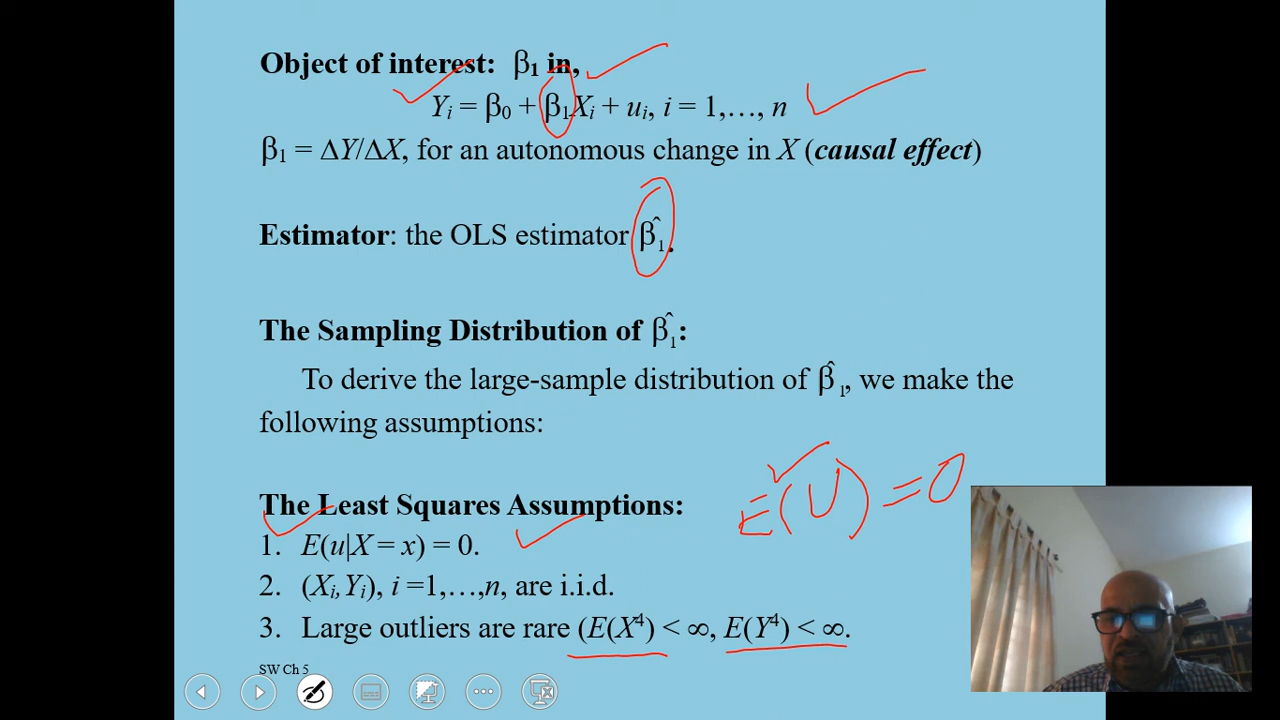 Object of interest: β₁ in,
Yᵢ = β₀ + β₁Xᵢ + uᵢ, i = 1,…, n
β₁ = ΔY/ΔX, for an autonomous change in X (causal effect)
Estimator: the OLS estimator β̂₁.
The Sampling Distribution of β̂₁:
To derive the large-sample distribution of β̂₁, we make the
following assumptions:
E(U) = 0
The Least Squares Assumptions:
1. E(u|X = x) = 0.
2. (Xᵢ,Yᵢ), i =1,…,n, are i.i.d.
3. Large outliers are rare (E(X⁴) < ∞, E(Y⁴) < ∞.
SW Ch 5